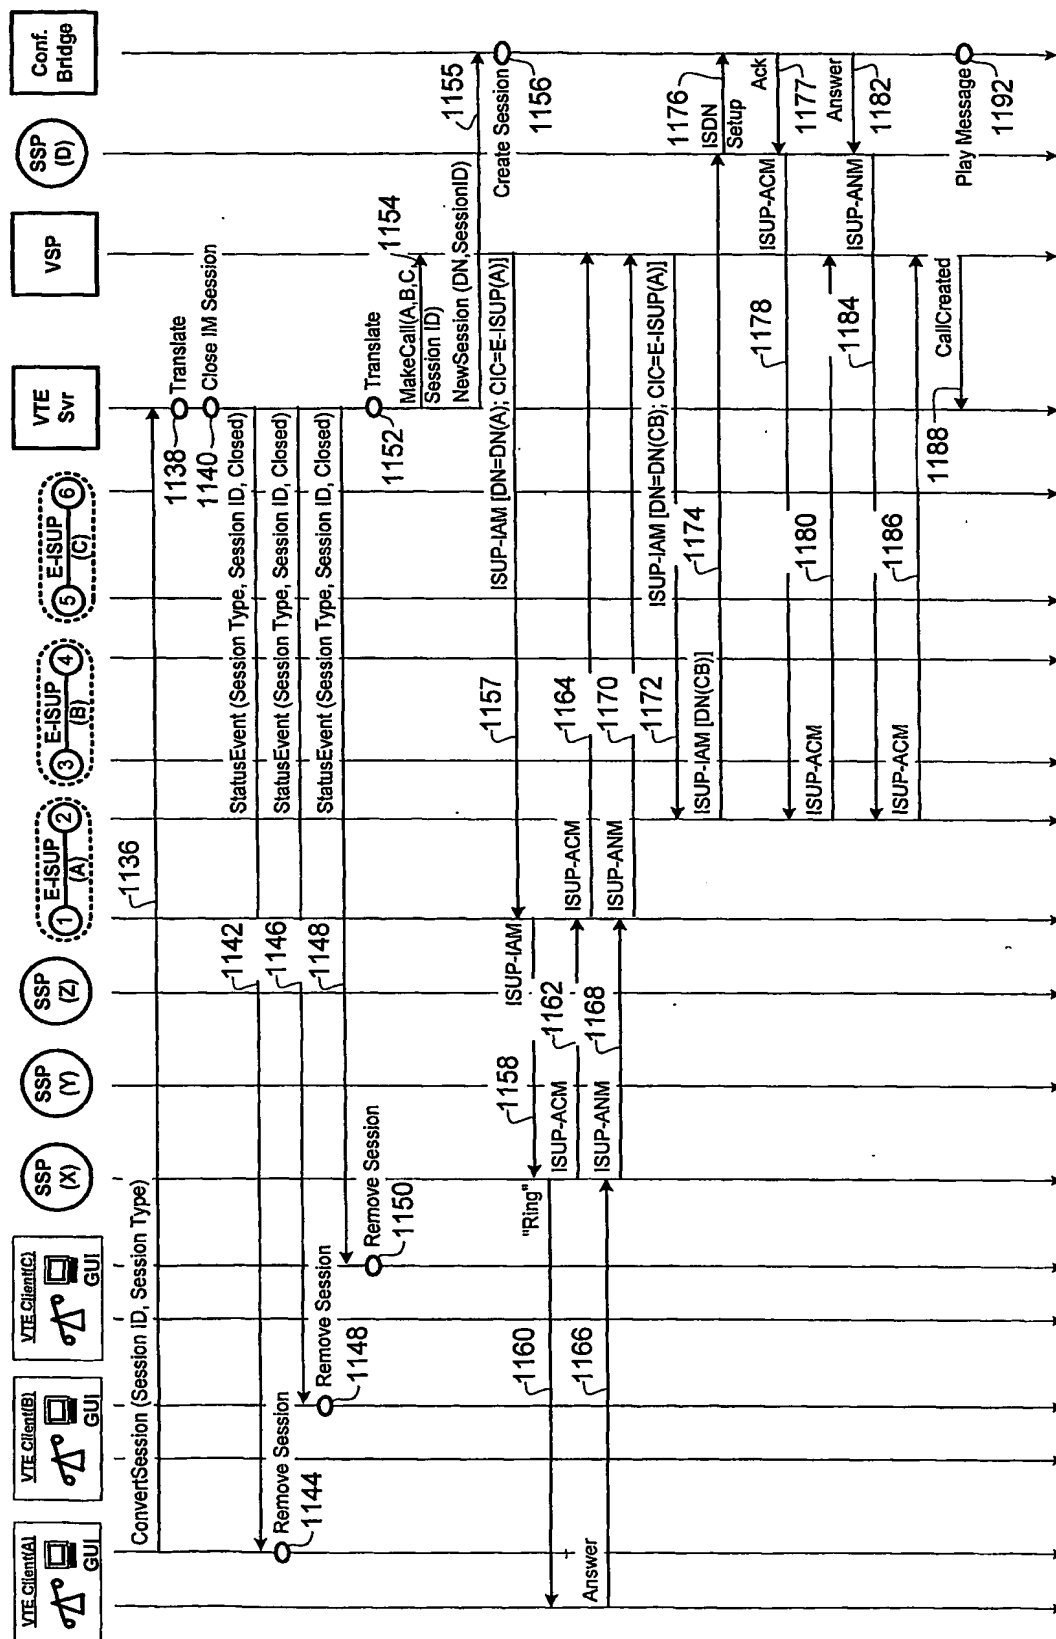 VTE Client(A)
GUI
VTE Client(B)
GUI
VTE Client(C)
GUI
SSP
(X)
SSP
(Y)
SSP
(Z)
1 E-ISUP 2
(A)
3 E-ISUP 4
(B)
5 E-ISUP 6
(C)
VTE
Svr
VSP
SSP
(D)
Conf.
Bridge
ConvertSession (Session ID, Session Type)
1136
Translate
1138
Close IM Session
1140
StatusEvent (Session Type, Session ID, Closed)
1142
Remove Session
1144
StatusEvent (Session Type, Session ID, Closed)
1146
Remove Session
1148
StatusEvent (Session Type, Session ID, Closed)
1148
Remove Session
1150
Translate
1152
MakeCall(A,B,C,
Session ID)
1154
NewSession (DN,SessionID)
1155
Create Session
1156
ISUP-IAM [DN=DN(A); CIC=E-ISUP(A)]
1157
ISUP-IAM
1158
"Ring"
1160
ISUP-ACM
1162
ISUP-ACM
1164
Answer
1166
ISUP-ANM
1168
ISUP-ANM
1170
ISUP-IAM [DN=DN(CB); CIC=E-ISUP(A)]
1172
ISUP-IAM [DN(CB)]
1174
ISDN
Setup
1176
Ack
1177
ISUP-ACM
1178
ISUP-ACM
1180
Answer
1182
ISUP-ANM
1184
ISUP-ACM
1186
CallCreated
1188
Play Message
1192